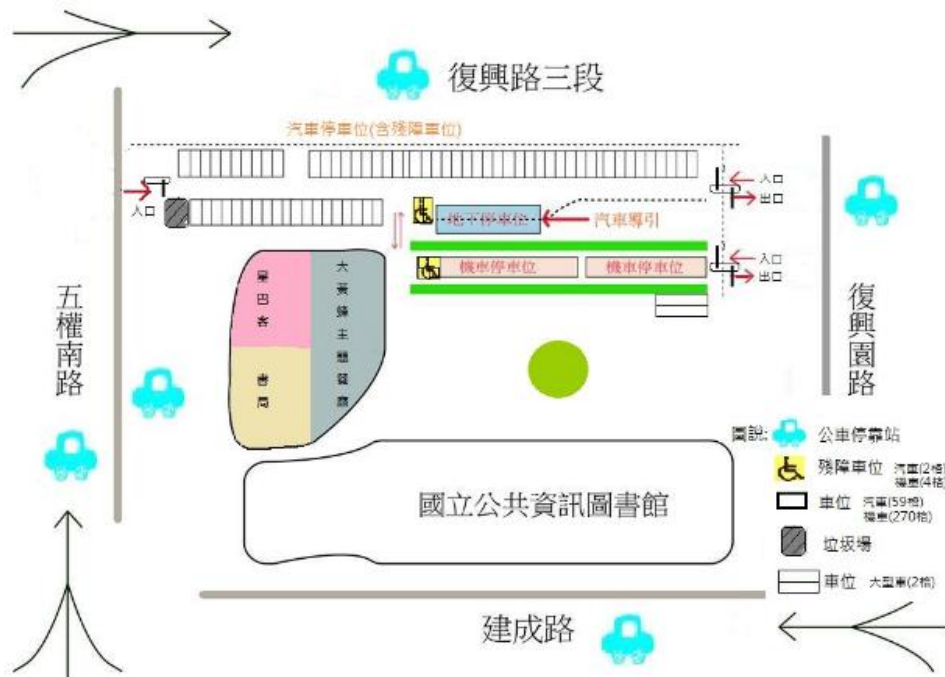 復興路三段
汽車停車位(含殘障車位)
入口
出口
入口
地下停車位
汽車導引
機車停車位
機車停車位
入口
出口
星巴客
大黃蜂主題餐廳
書局
五權南路
復興園路
圖說:
公車停靠站
殘障車位 汽車(2格)
機車(4格)
車位 汽車(59格)
機車(270格)
垃圾場
車位 大型車(2格)
國立公共資訊圖書館
建成路